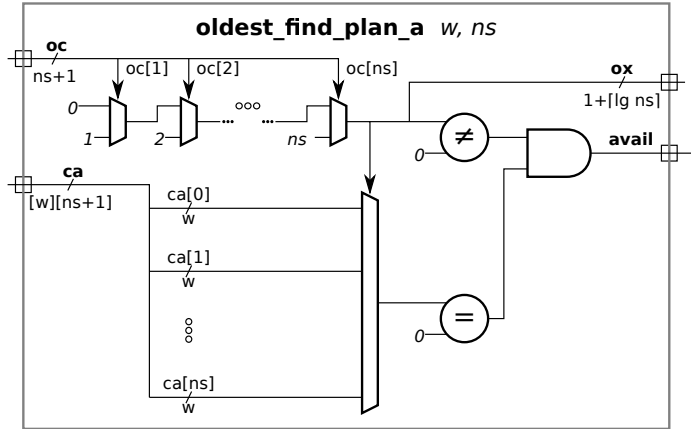 oldest_find_plan_a w, ns
oc
ns+1
oc[1]
oc[2]
oc[ns]
ox
1+⌈lg ns⌉
0
1
2
...
...
ns
≠
0
avail
ca
[w][ns+1]
ca[0]
w
ca[1]
w
=
0
ca[ns]
w